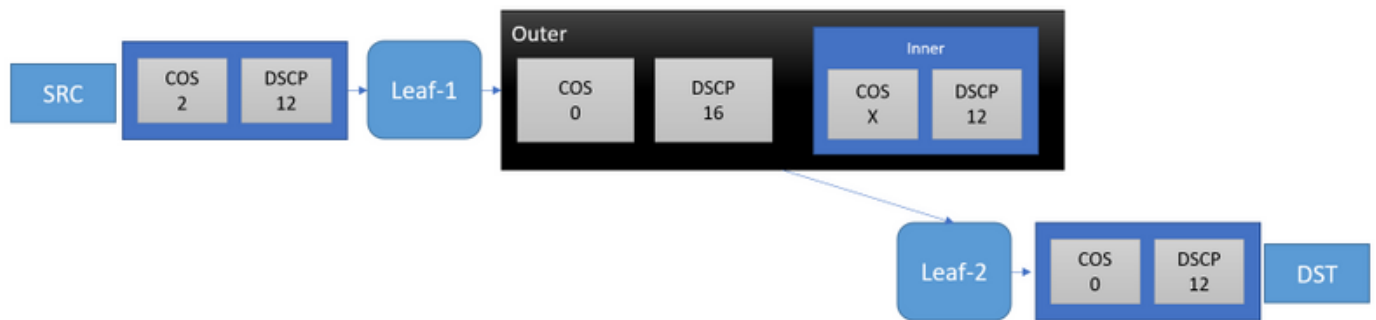 SRC
COS
2
DSCP
12
Leaf-1
Outer
COS
0
DSCP
16
Inner
COS
X
DSCP
12
Leaf-2
COS
0
DSCP
12
DST